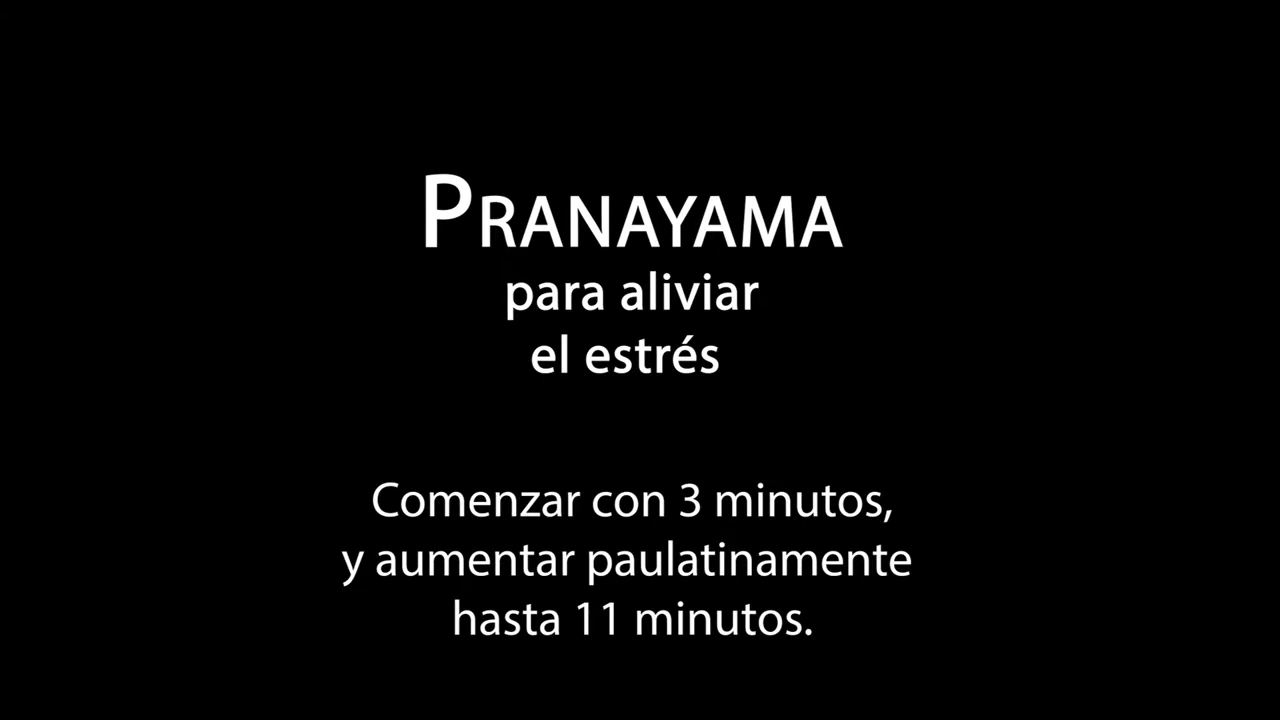 PRANAYAMA
para aliviar
el estrés
Comenzar con 3 minutos,
y aumentar paulatinamente
hasta 11 minutos.